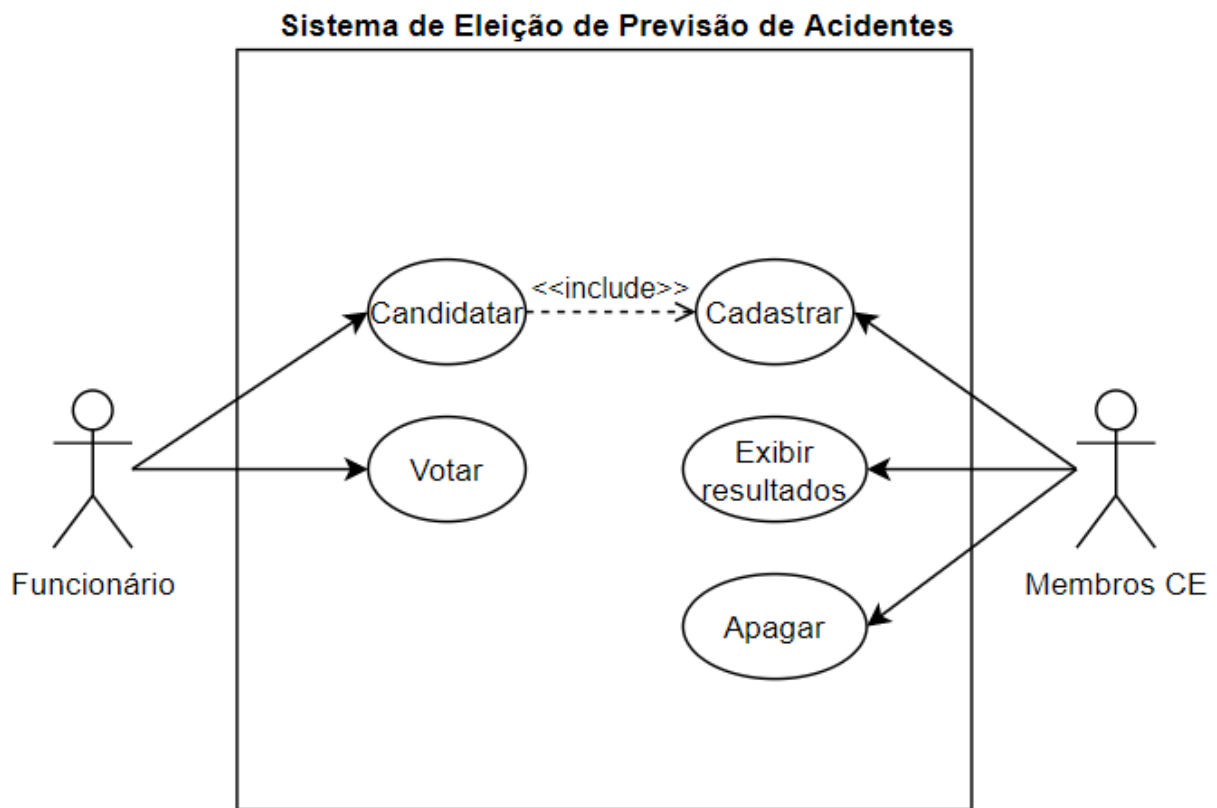 Sistema de Eleição de Previsão de Acidentes
<<include>>
Candidatar
Cadastrar
Votar
Exibir
resultados
Funcionário
Membros CE
Apagar